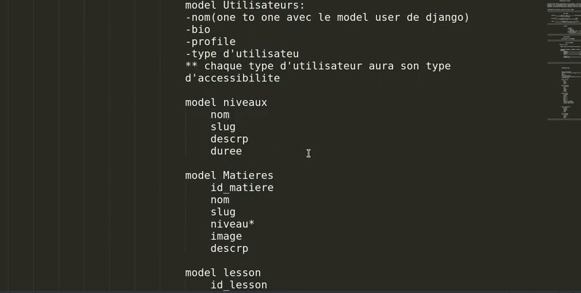 model Utilisateurs:
-nom(one to one avec le model user de django)
-bio
-profile
-type d'utilisateu
** chaque type d'utilisateur aura son type
d'accessibilite
model niveaux
nom
slug
descrp
duree
model Matieres
id_matiere
nom
slug
niveau*
image
descrp
model lesson
id_lesson